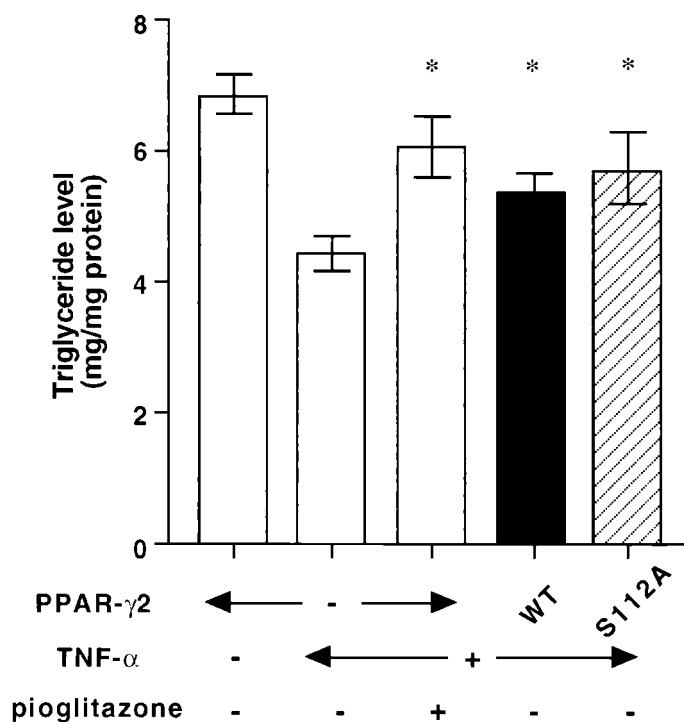 8
6
4
2
0
Triglyceride level
(mg/mg protein)
* * *
PPAR-γ2 - WT S112A
TNF-α - +
pioglitazone - - + - -